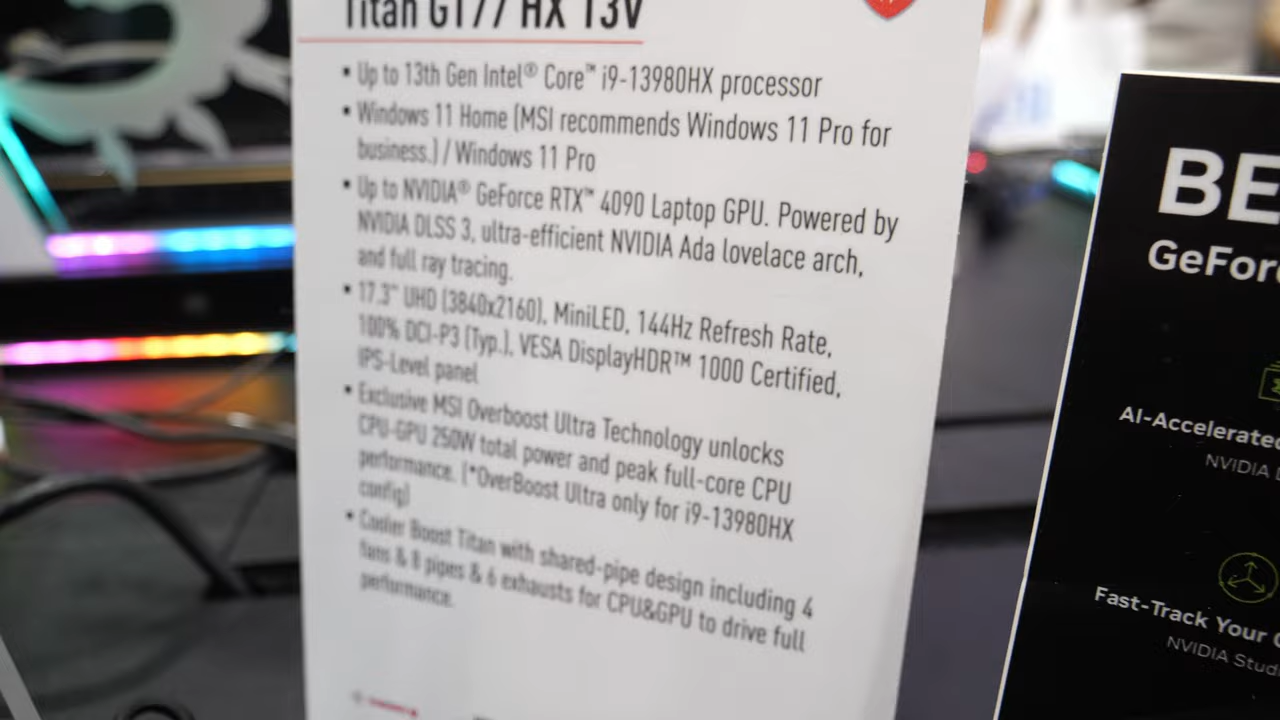 Titan GT77 HX 13V
▪ Up to 13th Gen Intel® Core™ i9-13980HX processor
▪ Windows 11 Home (MSI recommends Windows 11 Pro for
business.) / Windows 11 Pro
▪ Up to NVIDIA® GeForce RTX™ 4090 Laptop GPU. Powered by
NVIDIA DLSS 3, ultra-efficient NVIDIA Ada lovelace arch,
and full ray tracing.
▪ 17.3" UHD (3840x2160), MiniLED, 144Hz Refresh Rate,
100% DCI-P3 (Typ.), VESA DisplayHDR™ 1000 Certified,
IPS-Level panel
▪ Exclusive MSI Overboost Ultra Technology unlocks
CPU-GPU 250W total power and peak full-core CPU
performance. (*OverBoost Ultra only for i9-13980HX
config)
▪ Cooler Boost Titan with shared-pipe design including 4
fans & 8 pipes & 6 exhausts for CPU&GPU to drive full
performance.
BE
GeForc
AI-Accelerated
NVIDIA
Fast-Track Your
NVIDIA Stud